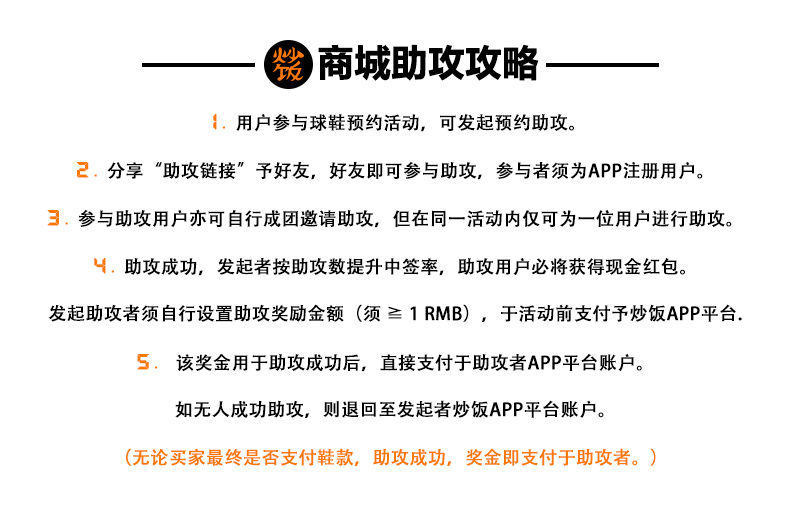 炒饭 商城助攻攻略
1. 用户参与球鞋预约活动，可发起预约助攻。
2. 分享“助攻链接”予好友，好友即可参与助攻，参与者须为APP注册用户。
3. 参与助攻用户亦可自行成团邀请助攻，但在同一活动内仅可为一位用户进行助攻。
4. 助攻成功，发起者按助攻数提升中签率，助攻用户必将获得现金红包。
发起助攻者须自行设置助攻奖励金额（须 ≧ 1 RMB），于活动前支付予炒饭APP平台.
5. 该奖金用于助攻成功后，直接支付于助攻者APP平台账户。
如无人成功助攻，则退回至发起者炒饭APP平台账户。
（无论买家最终是否支付鞋款，助攻成功，奖金即支付于助攻者。）